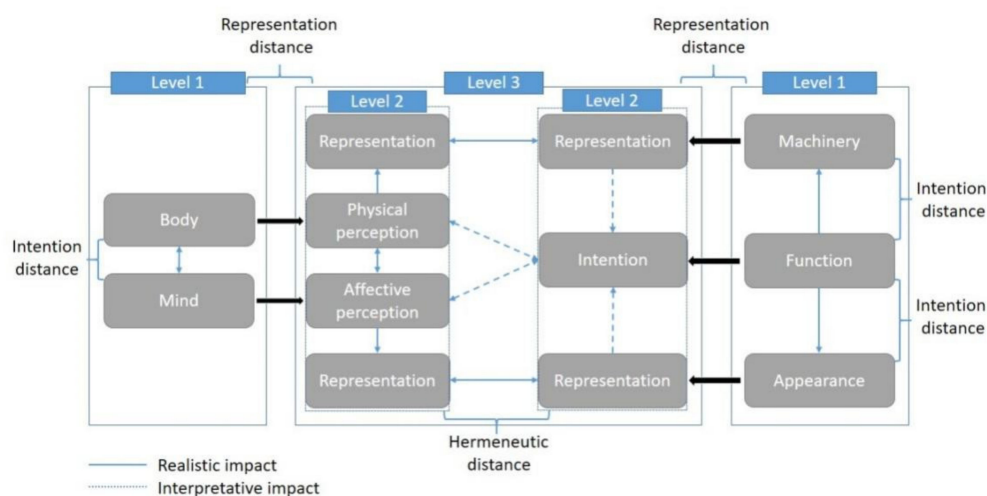 Representation
distance
Representation
distance
Level 1
Level 3
Level 1
Level 2
Level 2
Representation
Representation
Machinery
Intention
distance
Body
Physical
perception
Intention
distance
Intention
Function
Mind
Affective
perception
Intention
distance
Representation
Representation
Appearance
Hermeneutic
distance
Realistic impact
Interpretative impact